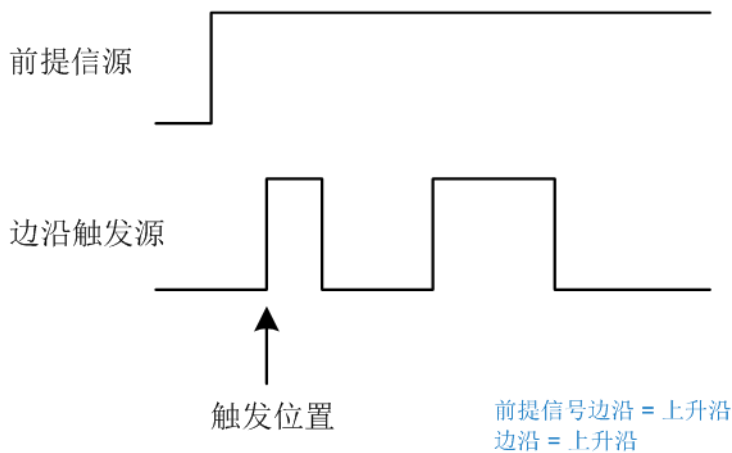 前提信源
边沿触发源
触发位置
前提信号边沿 = 上升沿
边沿 = 上升沿